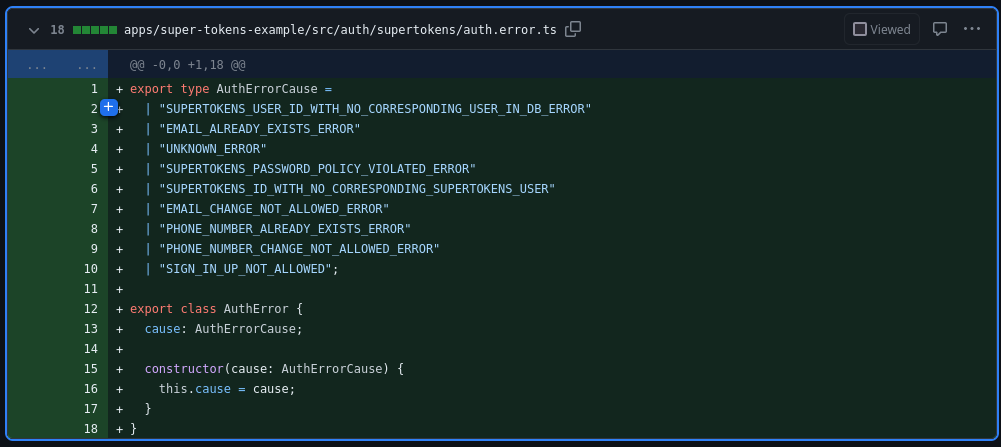 18 apps/super-tokens-example/src/auth/supertokens/auth.error.ts Viewed
... ... @@ -0,0 +1,18 @@
1 + export type AuthErrorCause =
2 + | "SUPERTOKENS_USER_ID_WITH_NO_CORRESPONDING_USER_IN_DB_ERROR"
3 + | "EMAIL_ALREADY_EXISTS_ERROR"
4 + | "UNKNOWN_ERROR"
5 + | "SUPERTOKENS_PASSWORD_POLICY_VIOLATED_ERROR"
6 + | "SUPERTOKENS_ID_WITH_NO_CORRESPONDING_SUPERTOKENS_USER"
7 + | "EMAIL_CHANGE_NOT_ALLOWED_ERROR"
8 + | "PHONE_NUMBER_ALREADY_EXISTS_ERROR"
9 + | "PHONE_NUMBER_CHANGE_NOT_ALLOWED_ERROR"
10 + | "SIGN_IN_UP_NOT_ALLOWED";
11 +
12 + export class AuthError {
13 + cause: AuthErrorCause;
14 +
15 + constructor(cause: AuthErrorCause) {
16 + this.cause = cause;
17 + }
18 + }